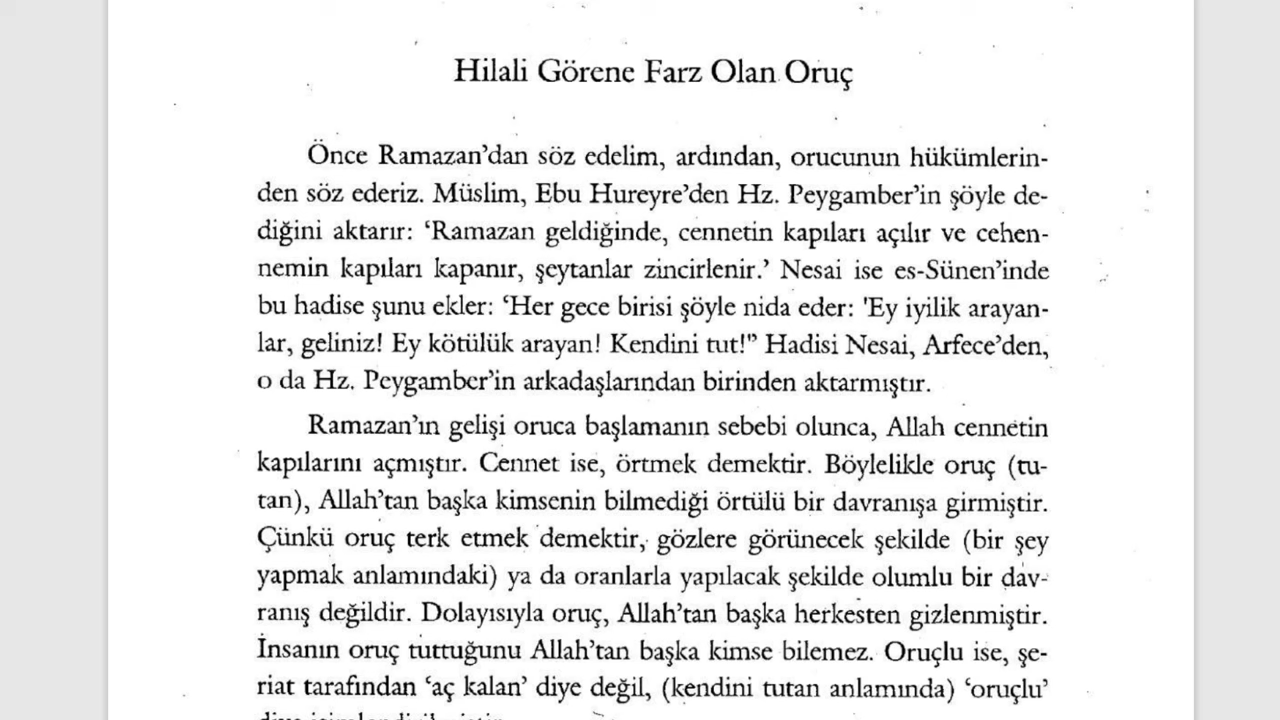 Hilali Görene Farz Olan Oruç
Önce Ramazan'dan söz edelim, ardından, orucunun hükümlerin-
den söz ederiz. Müslim, Ebu Hureyre'den Hz. Peygamber'in şöyle de-
diğini aktarır: 'Ramazan geldiğinde, cennetin kapıları açılır ve cehen-
nemin kapıları kapanır, şeytanlar zincirlenir.' Nesai ise es-Sünen'inde
bu hadise şunu ekler: 'Her gece birisi şöyle nida eder: 'Ey iyilik arayan-
lar, geliniz! Ey kötülük arayan! Kendini tut!'' Hadisi Nesai, Arfece'den,
o da Hz. Peygamber'in arkadaşlarından birinden aktarmıştır.
Ramazan'ın gelişi oruca başlamanın sebebi olunca, Allah cennetin
kapılarını açmıştır. Cennet ise, örtmek demektir. Böylelikle oruç (tu-
tan), Allah'tan başka kimsenin bilmediği örtülü bir davranışa girmiştir.
Çünkü oruç terk etmek demektir, gözlere görünecek şekilde (bir şey
yapmak anlamındaki) ya da oranlarla yapılacak şekilde olumlu bir dav-
ranış değildir. Dolayısıyla oruç, Allah'tan başka herkesten gizlenmiştir.
İnsanın oruç tuttuğunu Allah'tan başka kimse bilemez. Oruçlu ise, şe-
riat tarafından 'aç kalan' diye değil, (kendini tutan anlamında) 'oruçlu'